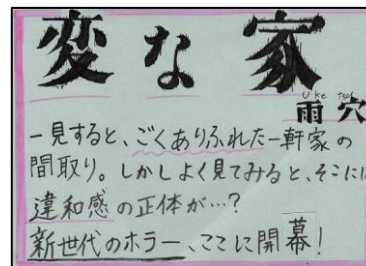 変な家
雨穴
一見すると、ごくありふれた一軒家の
間取り。しかしよく見てみると、そこには
違和感の正体が…?
新世代のホラー、ここに開幕!